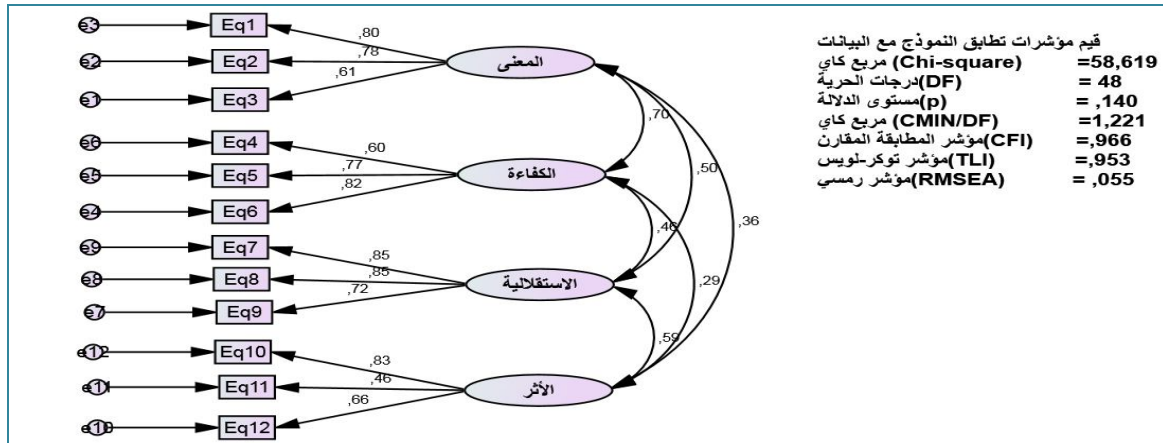 e3 Eq1 ,80
e2 Eq2 ,78
e1 Eq3 ,61
المعنى
e6 Eq4 ,60
e5 Eq5 ,77
e4 Eq6 ,82
الكفاءة
e9 Eq7 ,85
e8 Eq8 ,85
e7 Eq9 ,72
الاستقلالية
e12 Eq10 ,83
e11 Eq11 ,46
e10 Eq12 ,66
الأثر
,70
,50
,46
,36
,29
,59
قيم مؤشرات تطابق النموذج مع البيانات
مربع كاي (Chi-square) =58,619
درجات الحرية(DF) = 48
مستوى الدلالة(p) = ,140
مربع كاي (CMIN/DF) =1,221
مؤشر المطابقة المقارن(CFI) =,966
مؤشر توكر-لويس(TLI) =,953
مؤشر رمسي(RMSEA) = ,055